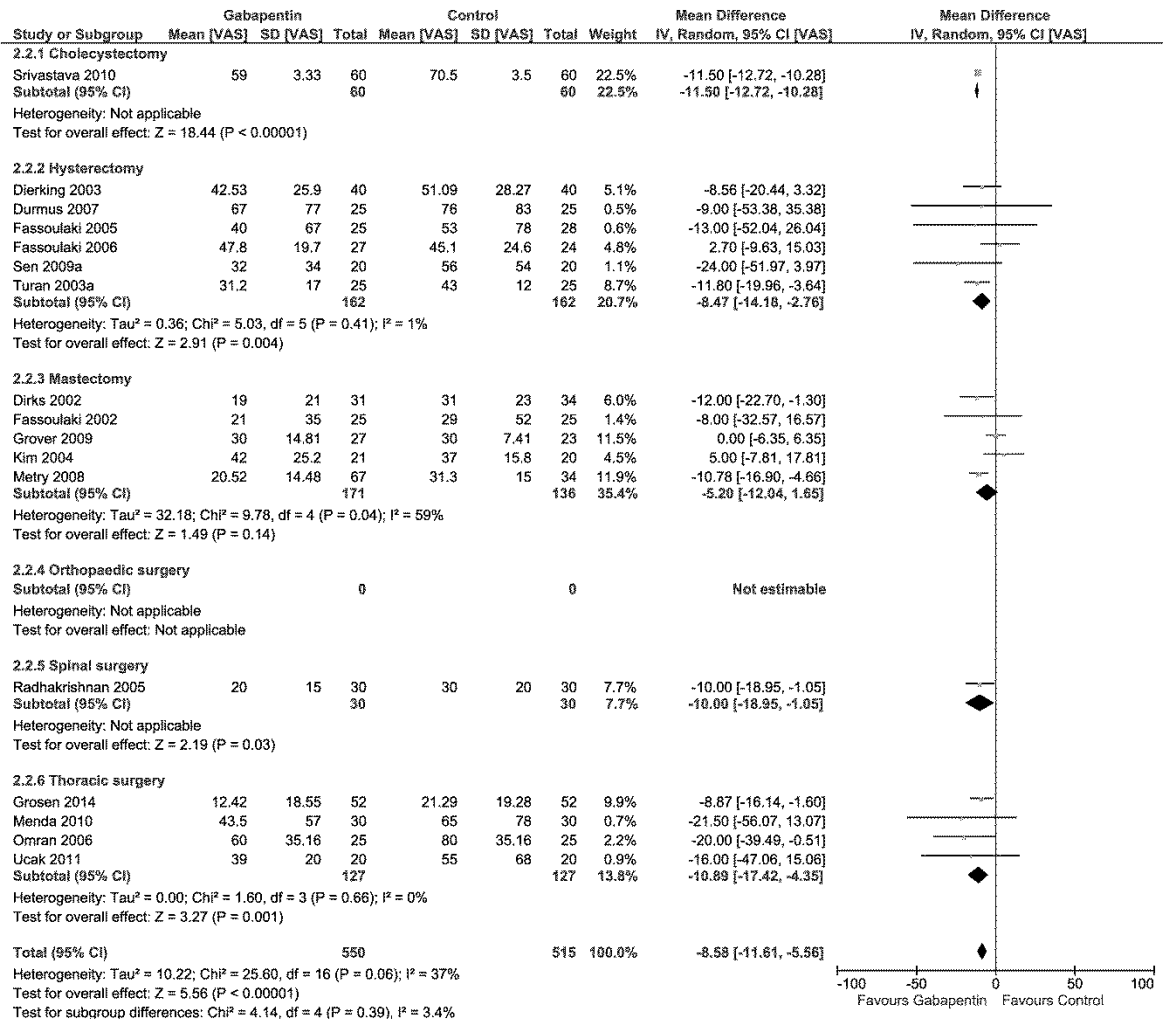 Gabapentin Control Mean Difference Mean Difference
Study or Subgroup Mean [VAS] SD [VAS] Total Mean [VAS] SD [VAS] Total Weight IV, Random, 95% CI [VAS] IV, Random, 95% CI [VAS]
2.2.1 Cholecystectomy
Srivastava 2010 59 3.33 60 70.5 3.5 60 22.5% -11.50 [-12.72, -10.28]
Subtotal (95% CI) 60 60 22.5% -11.50 [-12.72, -10.28]
Heterogeneity: Not applicable
Test for overall effect: Z = 18.44 (P < 0.00001)
2.2.2 Hysterectomy
Dierking 2003 42.53 25.9 40 51.09 28.27 40 5.1% -8.56 [-20.44, 3.32]
Durmus 2007 67 77 25 76 83 25 0.5% -9.00 [-53.38, 35.38]
Fassoulaki 2005 40 67 25 53 78 28 0.6% -13.00 [-52.04, 26.04]
Fassoulaki 2006 47.8 19.7 27 45.1 24.6 24 4.8% 2.70 [-9.63, 15.03]
Sen 2009a 32 34 20 56 54 20 1.1% -24.00 [-51.97, 3.97]
Turan 2003a 31.2 17 25 43 12 25 8.7% -11.80 [-19.96, -3.64]
Subtotal (95% CI) 162 162 20.7% -8.47 [-14.18, -2.76]
Heterogeneity: Tau² = 0.36; Chi² = 5.03, df = 5 (P = 0.41); I² = 1%
Test for overall effect: Z = 2.91 (P = 0.004)
2.2.3 Mastectomy
Dirks 2002 19 21 31 31 23 34 6.0% -12.00 [-22.70, -1.30]
Fassoulaki 2002 21 35 25 29 52 25 1.4% -8.00 [-32.57, 16.57]
Grover 2009 30 14.81 27 30 7.41 23 11.5% 0.00 [-6.35, 6.35]
Kim 2004 42 25.2 21 37 15.8 20 4.5% 5.00 [-7.81, 17.81]
Metry 2008 20.52 14.48 67 31.3 15 34 11.9% -10.78 [-16.90, -4.66]
Subtotal (95% CI) 171 136 35.4% -5.20 [-12.04, 1.65]
Heterogeneity: Tau² = 32.18; Chi² = 9.78, df = 4 (P = 0.04); I² = 59%
Test for overall effect: Z = 1.49 (P = 0.14)
2.2.4 Orthopaedic surgery
Subtotal (95% CI) 0 0 Not estimable
Heterogeneity: Not applicable
Test for overall effect: Not applicable
2.2.5 Spinal surgery
Radhakrishnan 2005 20 15 30 30 20 30 7.7% -10.00 [-18.95, -1.05]
Subtotal (95% CI) 30 30 7.7% -10.00 [-18.95, -1.05]
Heterogeneity: Not applicable
Test for overall effect: Z = 2.19 (P = 0.03)
2.2.6 Thoracic surgery
Grosen 2014 12.42 18.55 52 21.29 19.28 52 9.9% -8.87 [-16.14, -1.60]
Menda 2010 43.5 57 30 65 78 30 0.7% -21.50 [-56.07, 13.07]
Omran 2006 60 35.16 25 80 35.16 25 2.2% -20.00 [-39.49, -0.51]
Ucak 2011 39 20 20 55 68 20 0.9% -16.00 [-47.06, 15.06]
Subtotal (95% CI) 127 127 13.8% -10.89 [-17.42, -4.35]
Heterogeneity: Tau² = 0.00; Chi² = 1.60, df = 3 (P = 0.66); I² = 0%
Test for overall effect: Z = 3.27 (P = 0.001)
Total (95% CI) 550 515 100.0% -8.58 [-11.61, -5.56]
Heterogeneity: Tau² = 10.22; Chi² = 25.60, df = 16 (P = 0.06); I² = 37%
Test for overall effect: Z = 5.56 (P < 0.00001)
Test for subgroup differences: Chi² = 4.14, df = 4 (P = 0.39), I² = 3.4%
-100 -50 0 50 100
Favours Gabapentin Favours Control